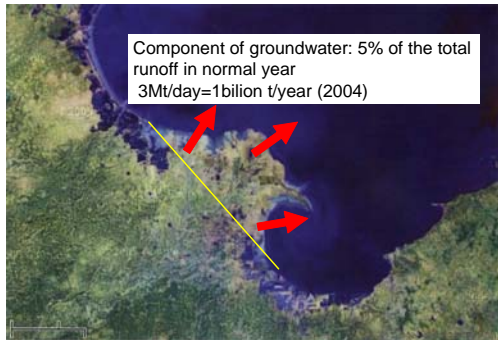 Component of groundwater: 5% of the total
runoff in normal year
3Mt/day=1bilion t/year (2004)